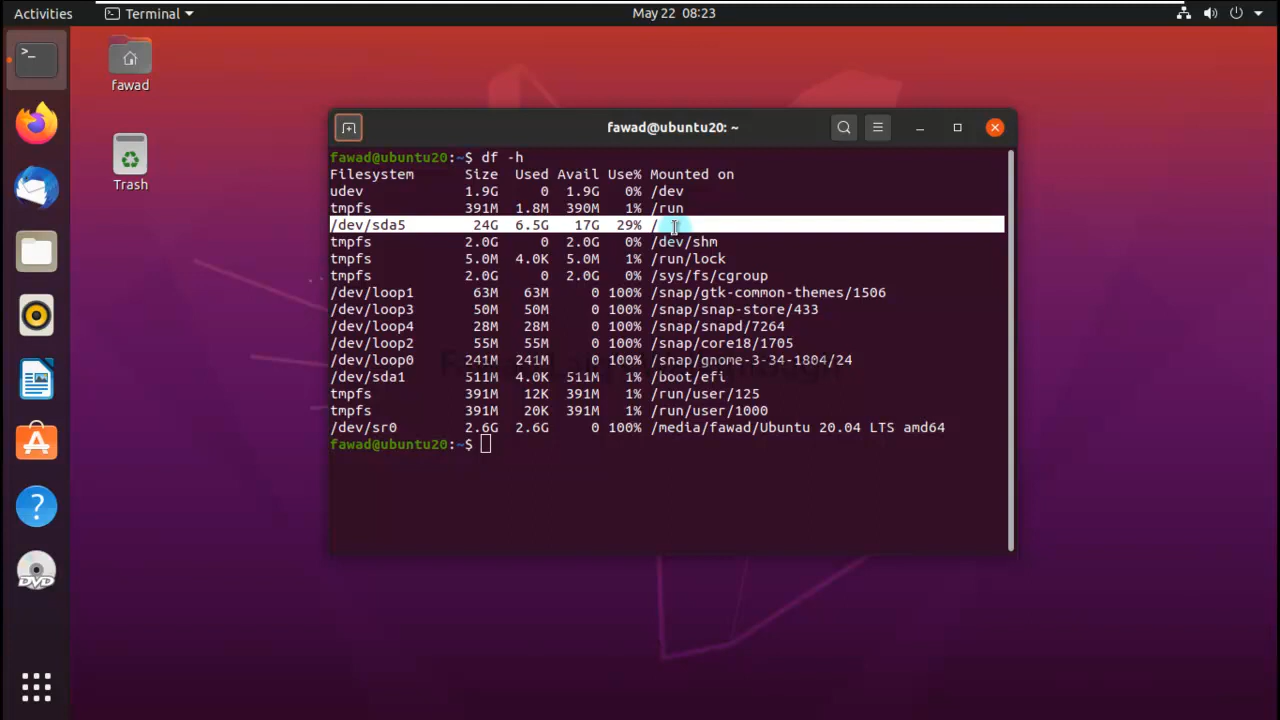 Activities
Terminal
May 22 08:23
fawad
Trash
DVD
fawad@ubuntu20: ~
fawad@ubuntu20:~$ df -h
Filesystem Size Used Avail Use% Mounted on
udev 1.9G 0 1.9G 0% /dev
tmpfs 391M 1.8M 390M 1% /run
/dev/sda5 24G 6.5G 17G 29% /
tmpfs 2.0G 0 2.0G 0% /dev/shm
tmpfs 5.0M 4.0K 5.0M 1% /run/lock
tmpfs 2.0G 0 2.0G 0% /sys/fs/cgroup
/dev/loop1 63M 63M 0 100% /snap/gtk-common-themes/1506
/dev/loop3 50M 50M 0 100% /snap/snap-store/433
/dev/loop4 28M 28M 0 100% /snap/snapd/7264
/dev/loop2 55M 55M 0 100% /snap/core18/1705
/dev/loop0 241M 241M 0 100% /snap/gnome-3-34-1804/24
/dev/sda1 511M 4.0K 511M 1% /boot/efi
tmpfs 391M 12K 391M 1% /run/user/125
tmpfs 391M 20K 391M 1% /run/user/1000
/dev/sr0 2.6G 2.6G 0 100% /media/fawad/Ubuntu 20.04 LTS amd64
fawad@ubuntu20:~$